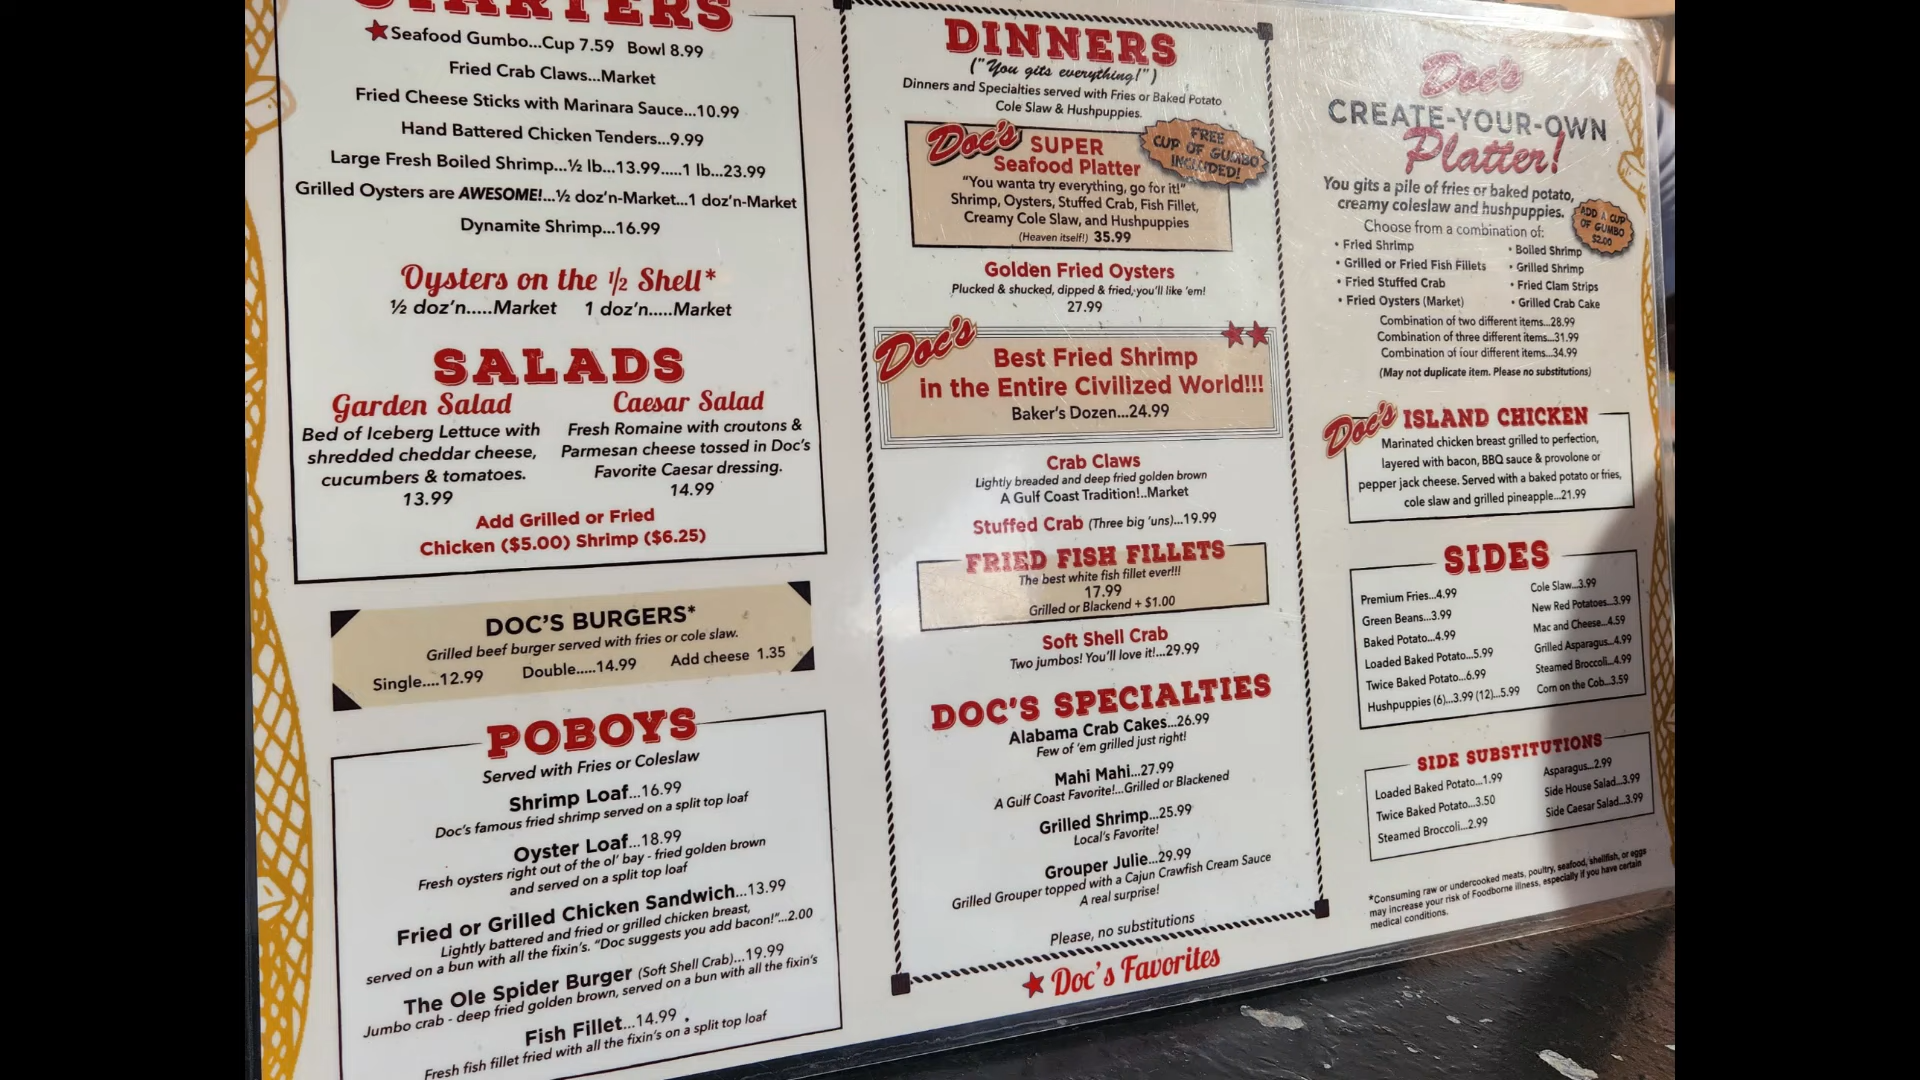 STARTERS
Seafood Gumbo...Cup 7.59 Bowl 8.99
Fried Crab Claws...Market
Fried Cheese Sticks with Marinara Sauce...10.99
Hand Battered Chicken Tenders...9.99
Large Fresh Boiled Shrimp...½ lb...13.99.....1 lb...23.99
Grilled Oysters are AWESOME!...½ doz'n-Market...1 doz'n-Market
Dynamite Shrimp...16.99
Oysters on the ½ Shell*
½ doz'n.....Market 1 doz'n.....Market
SALADS
Garden Salad
Bed of Iceberg Lettuce with
shredded cheddar cheese,
cucumbers & tomatoes.
13.99
Caesar Salad
Fresh Romaine with croutons &
Parmesan cheese tossed in Doc's
Favorite Caesar dressing.
14.99
Add Grilled or Fried
Chicken ($5.00) Shrimp ($6.25)
DOC'S BURGERS*
Grilled beef burger served with fries or cole slaw.
Single....12.99 Double.....14.99 Add cheese 1.35
POBOYS
Served with Fries or Coleslaw
Shrimp Loaf...16.99
Doc's famous fried shrimp served on a split top loaf
Oyster Loaf...18.99
Fresh oysters right out of the ol' bay - fried golden brown
and served on a split top loaf
Fried or Grilled Chicken Sandwich...13.99
Lightly battered and fried or grilled chicken breast,
served on a bun with all the fixin's. "Doc suggests you add bacon!"...2.00
The Ole Spider Burger (Soft Shell Crab)...19.99
Jumbo crab - deep fried golden brown, served on a bun with all the fixin's
Fish Fillet...14.99
Fresh fish fillet fried with all the fixin's on a split top loaf
DINNERS
("You gits everything!")
Dinners and Specialties served with Fries or Baked Potato
Cole Slaw & Hushpuppies.
Doc's SUPER
Seafood Platter
FREE
CUP OF GUMBO
INCLUDED!
"You wanta try everything, go for it!"
Shrimp, Oysters, Stuffed Crab, Fish Fillet,
Creamy Cole Slaw, and Hushpuppies
(Heaven itself!) 35.99
Golden Fried Oysters
Plucked & shucked, dipped & fried, you'll like 'em!
27.99
Doc's
Best Fried Shrimp
in the Entire Civilized World!!!
Baker's Dozen...24.99
Crab Claws
Lightly breaded and deep fried golden brown
A Gulf Coast Tradition!..Market
Stuffed Crab (Three big 'uns)...19.99
FRIED FISH FILLETS
The best white fish fillet ever!!!
17.99
Grilled or Blackend + $1.00
Soft Shell Crab
Two jumbos! You'll love it!...29.99
DOC'S SPECIALTIES
Alabama Crab Cakes...26.99
Few of 'em grilled just right!
Mahi Mahi...27.99
A Gulf Coast Favorite!...Grilled or Blackened
Grilled Shrimp...25.99
Local's Favorite!
Grouper Julie...29.99
Grilled Grouper topped with a Cajun Crawfish Cream Sauce
A real surprise!
Please, no substitutions
Doc's Favorites
Doc's
CREATE-YOUR-OWN
Platter!
You gits a pile of fries or baked potato,
creamy coleslaw and hushpuppies.
ADD A CUP
OF GUMBO
$2.00
Choose from a combination of:
• Fried Shrimp
• Grilled or Fried Fish Fillets
• Fried Stuffed Crab
• Fried Oysters (Market)
• Boiled Shrimp
• Grilled Shrimp
• Fried Clam Strips
• Grilled Crab Cake
Combination of two different items...28.99
Combination of three different items...31.99
Combination of four different items...34.99
(May not duplicate item. Please no substitutions)
Doc's ISLAND CHICKEN
Marinated chicken breast grilled to perfection,
layered with bacon, BBQ sauce & provolone or
pepper jack cheese. Served with a baked potato or fries,
cole slaw and grilled pineapple...21.99
SIDES
Premium Fries...4.99
Green Beans...3.99
Baked Potato...4.99
Loaded Baked Potato...5.99
Twice Baked Potato...6.99
Hushpuppies (6)...3.99 (12)...5.99
Cole Slaw...3.99
New Red Potatoes...3.99
Mac and Cheese...4.59
Grilled Asparagus...4.99
Steamed Broccoli...4.99
Corn on the Cob...3.59
SIDE SUBSTITUTIONS
Loaded Baked Potato...1.99
Twice Baked Potato...3.50
Steamed Broccoli...2.99
Asparagus...2.99
Side House Salad...3.99
Side Caesar Salad...3.99
*Consuming raw or undercooked meats, poultry, seafood, shellfish, or eggs
may increase your risk of Foodborne illness, especially if you have certain
medical conditions.